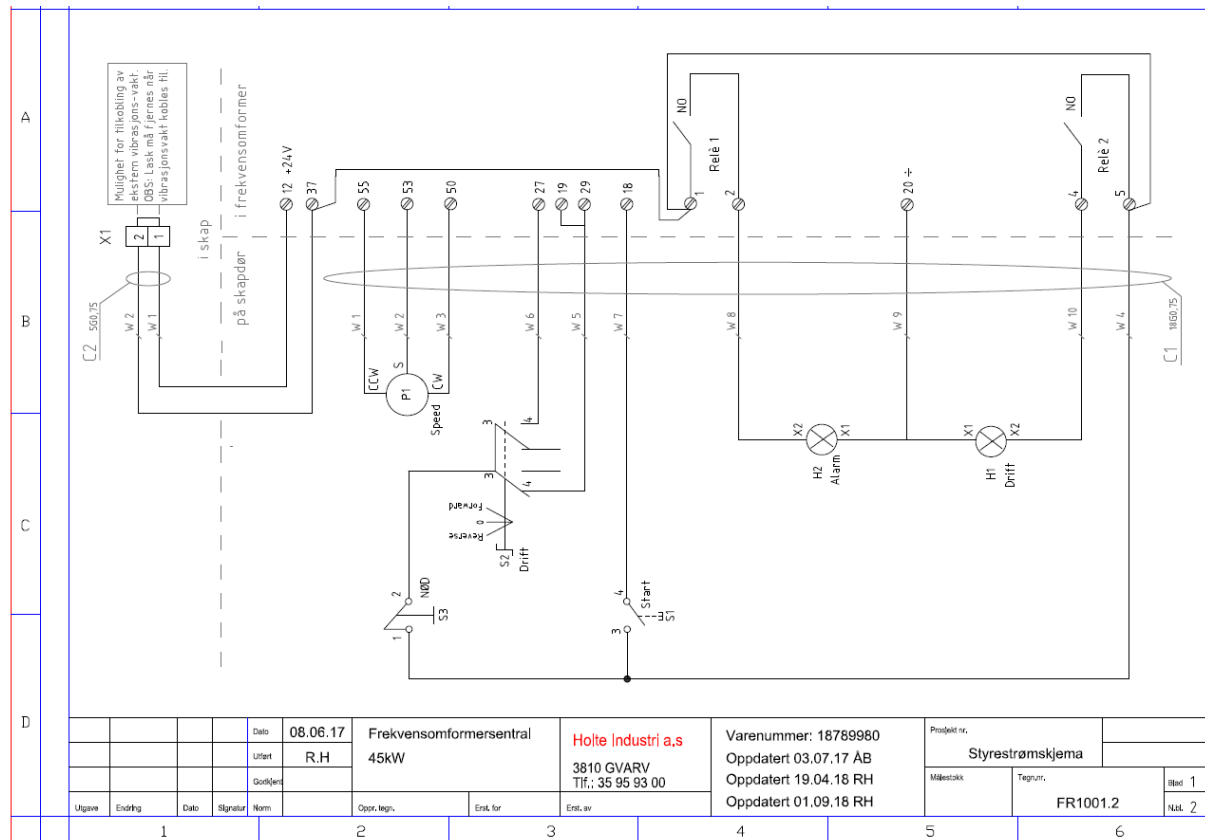 Mulighet for tilkobling av
ekstern vibrasjons-vakt.
OBS: Lask må fjernes når
vibrasjonsvakt kobles til.
i skap
i frekvensomformer
på skapdør
X1
2
1
12 +24V
37
55
53
50
27
19
29
18
1
2
20 ÷
4
5
NO
Relè 1
NO
Relè 2
C2 5G0,75
W 2
W 1
W 1
W 2
W 3
W 6
W 5
W 7
W 8
W 9
W 10
W 4
C1 18G0,75
CCW
S
CW
P1
Speed
3
4
3
4
Forward
0
Reverse
S2
Drift
2
NØD
1
S3
4
Start
3
S1
E
X2
X1
H2
Alarm
X1
X2
H1
Drift
A
B
C
D
Dato 08.06.17
Utført R.H
Godkjent
Utgave Endring Dato Signatur Norm
Frekvensomformersentral
45kW
Oppr. tegn. Erst. for Erst. av
Holte Industri a,s
3810 GVARV
Tlf,: 35 95 93 00
Varenummer: 18789980
Oppdatert 03.07.17 ÅB
Oppdatert 19.04.18 RH
Oppdatert 01,09.18 RH
Prosjekt nr.
Styrestrømskjema
Målestokk
Tegn.nr.
FR1001.2
Blad 1
N.bl. 2
1 2 3 4 5 6